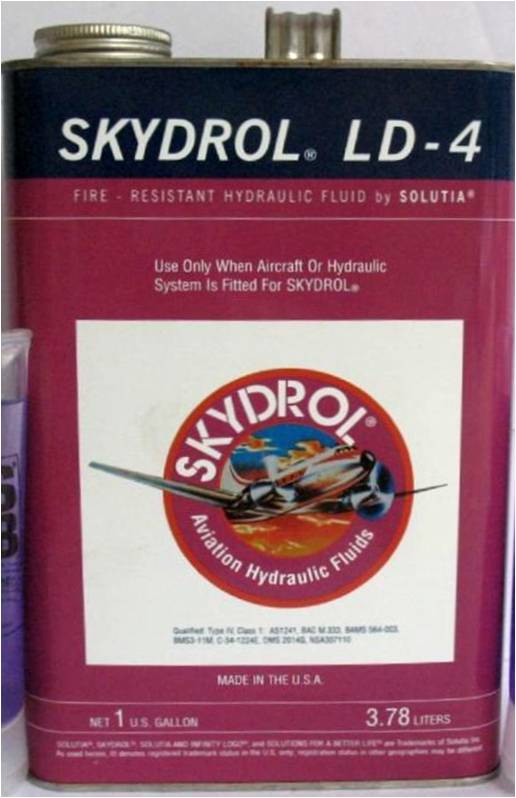 SKYDROL® LD-4
FIRE - RESISTANT HYDRAULIC FLUID by SOLUTIA®
Use Only When Aircraft Or Hydraulic
System Is Fitted For SKYDROL®
SKYDROL®
Aviation Hydraulic Fluids
Qualified: Type IV, Class 1: AS1241, BAC M.333, BAMS 564-003,
BMS3-11M, C-34-1224E, DMS 2014G, NSA307110
MADE IN THE U.S.A.
NET 1 U.S. GALLON 3.78 LITERS
SOLUTIA™, SKYDROL®, SOLUTIA AND INFINITY LOGO™, and SOLUTIONS FOR A BETTER LIFE™ are Trademarks of Solutia Inc.
As used herein, ® denotes registered trademark status in the U.S. only; registration status in other geographies may be different